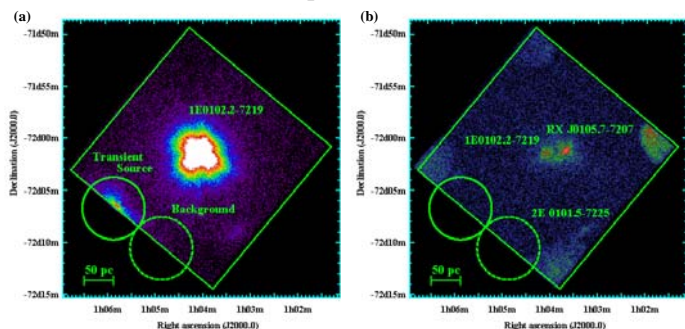 (a)
-71d50m
-71d55m
-72d00m
-72d05m
-72d10m
-72d15m
Declination (J2000.0)
1E0102.2-7219
Transient
Source
Background
50 pc
1h06m
1h05m
1h04m
1h03m
1h02m
Right ascension (J2000.0)
(b)
-71d50m
-71d55m
-72d00m
-72d05m
-72d10m
-72d15m
Declination (J2000.0)
1E0102.2-7219
RX J0105.7-7207
2E 0101.5-7225
50 pc
1h06m
1h05m
1h04m
1h03m
1h02m
Right ascension (J2000.0)